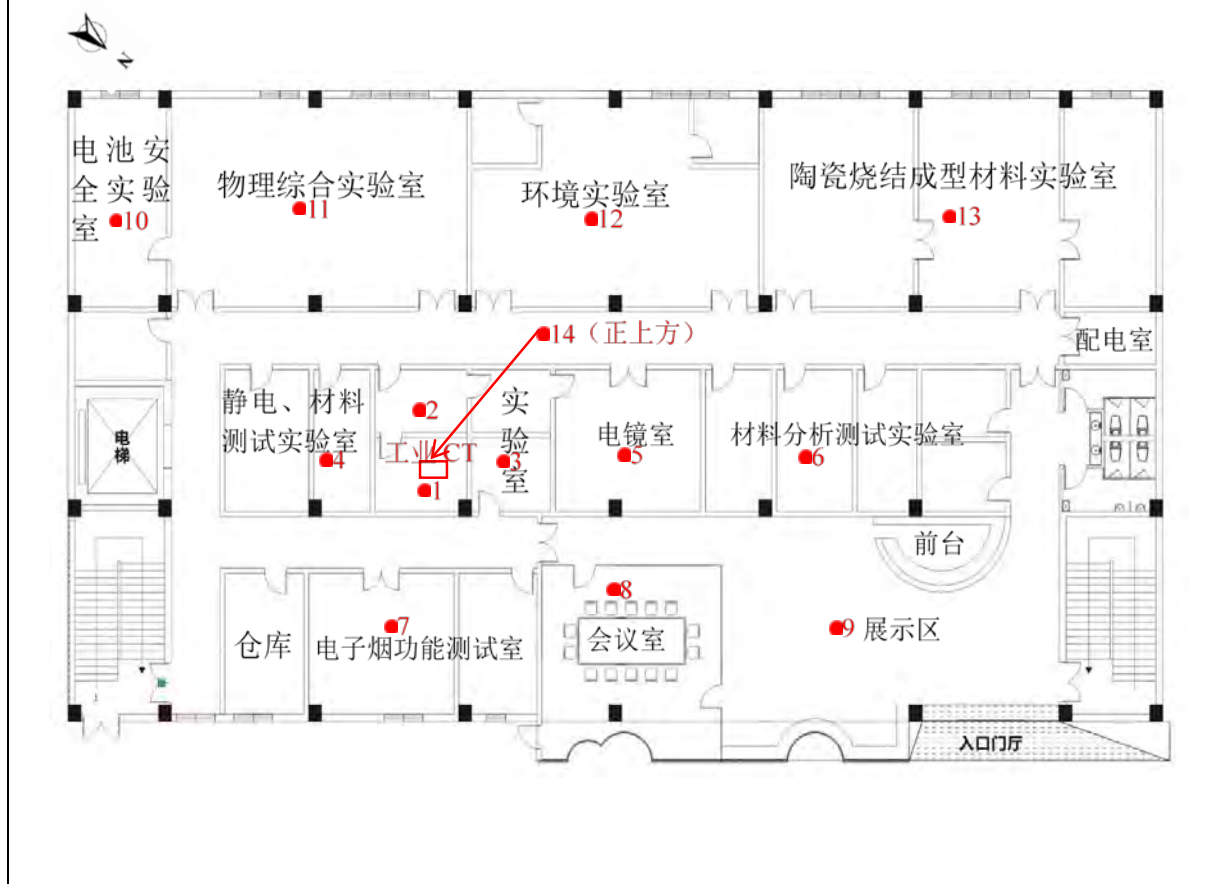 N
电池安
全实验
室
10
物理综合实验室
11
环境实验室
12
陶瓷烧结成型材料实验室
13
14（正上方）
配电室
静电、材料
测试实验室
4
2
工业CT
1
实
验
室
3
电镜室
5
材料分析测试实验室
6
电
梯
前台
仓库
7
电子烟功能测试室
8
会议室
9 展示区
入口门厅